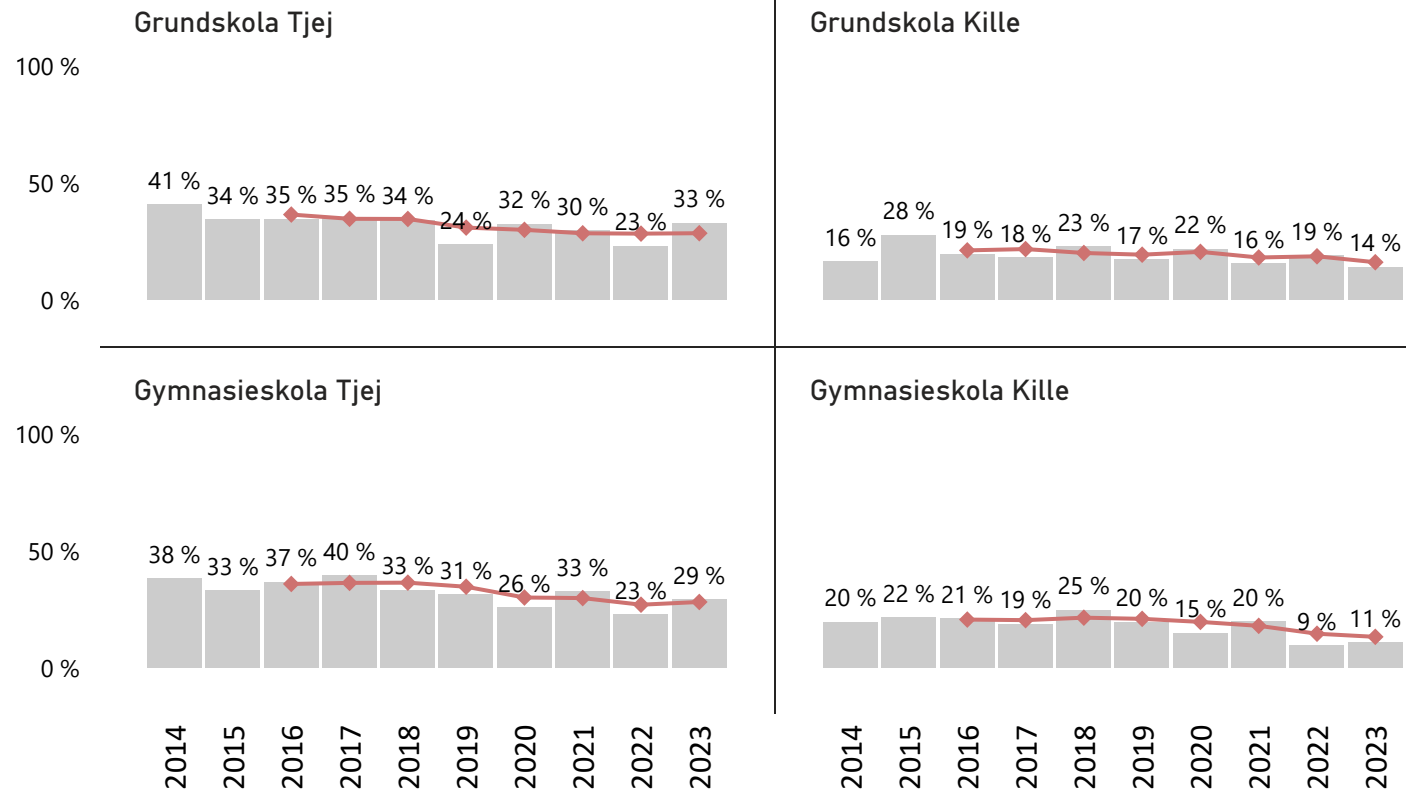 Grundskola Tjej
Grundskola Kille
100 %
50 %
0 %
41 % 34 % 35 % 35 % 34 % 24 % 32 % 30 % 23 % 33 %
16 % 28 % 19 % 18 % 23 % 17 % 22 % 16 % 19 % 14 %
Gymnasieskola Tjej
Gymnasieskola Kille
100 %
50 %
0 %
38 % 33 % 37 % 40 % 33 % 31 % 26 % 33 % 23 % 29 %
20 % 22 % 21 % 19 % 25 % 20 % 15 % 20 % 9 % 11 %
2014 2015 2016 2017 2018 2019 2020 2021 2022 2023
2014 2015 2016 2017 2018 2019 2020 2021 2022 2023